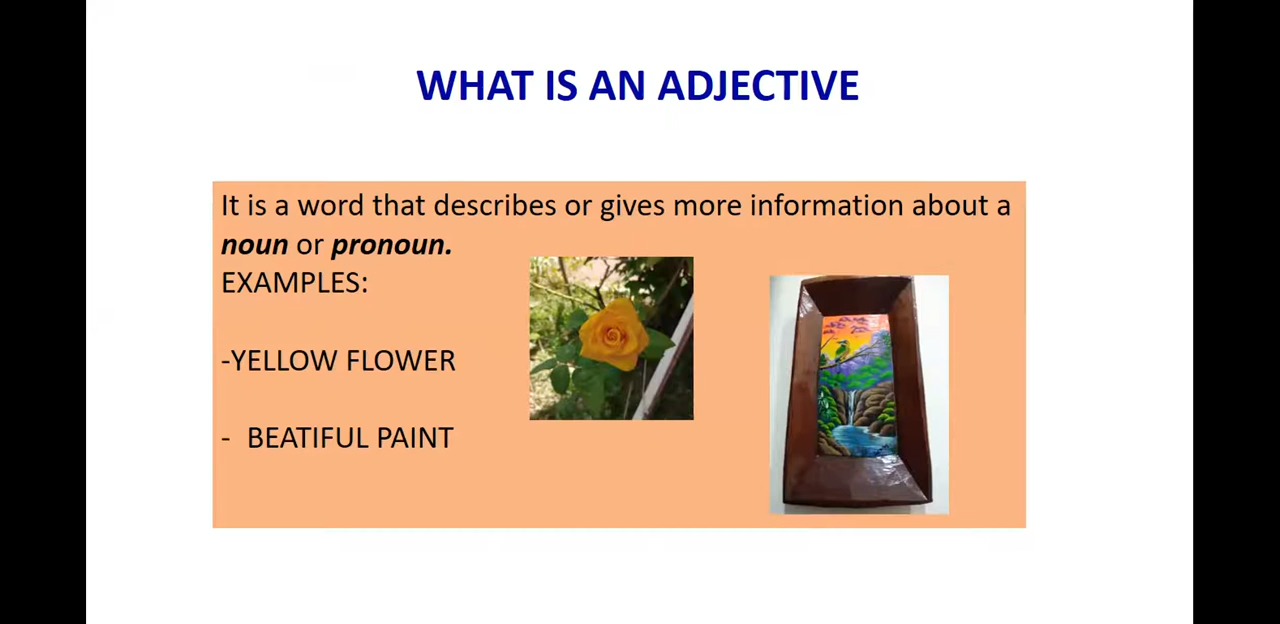 WHAT IS AN ADJECTIVE
It is a word that describes or gives more information about a
noun or pronoun.
EXAMPLES:
-YELLOW FLOWER
- BEATIFUL PAINT